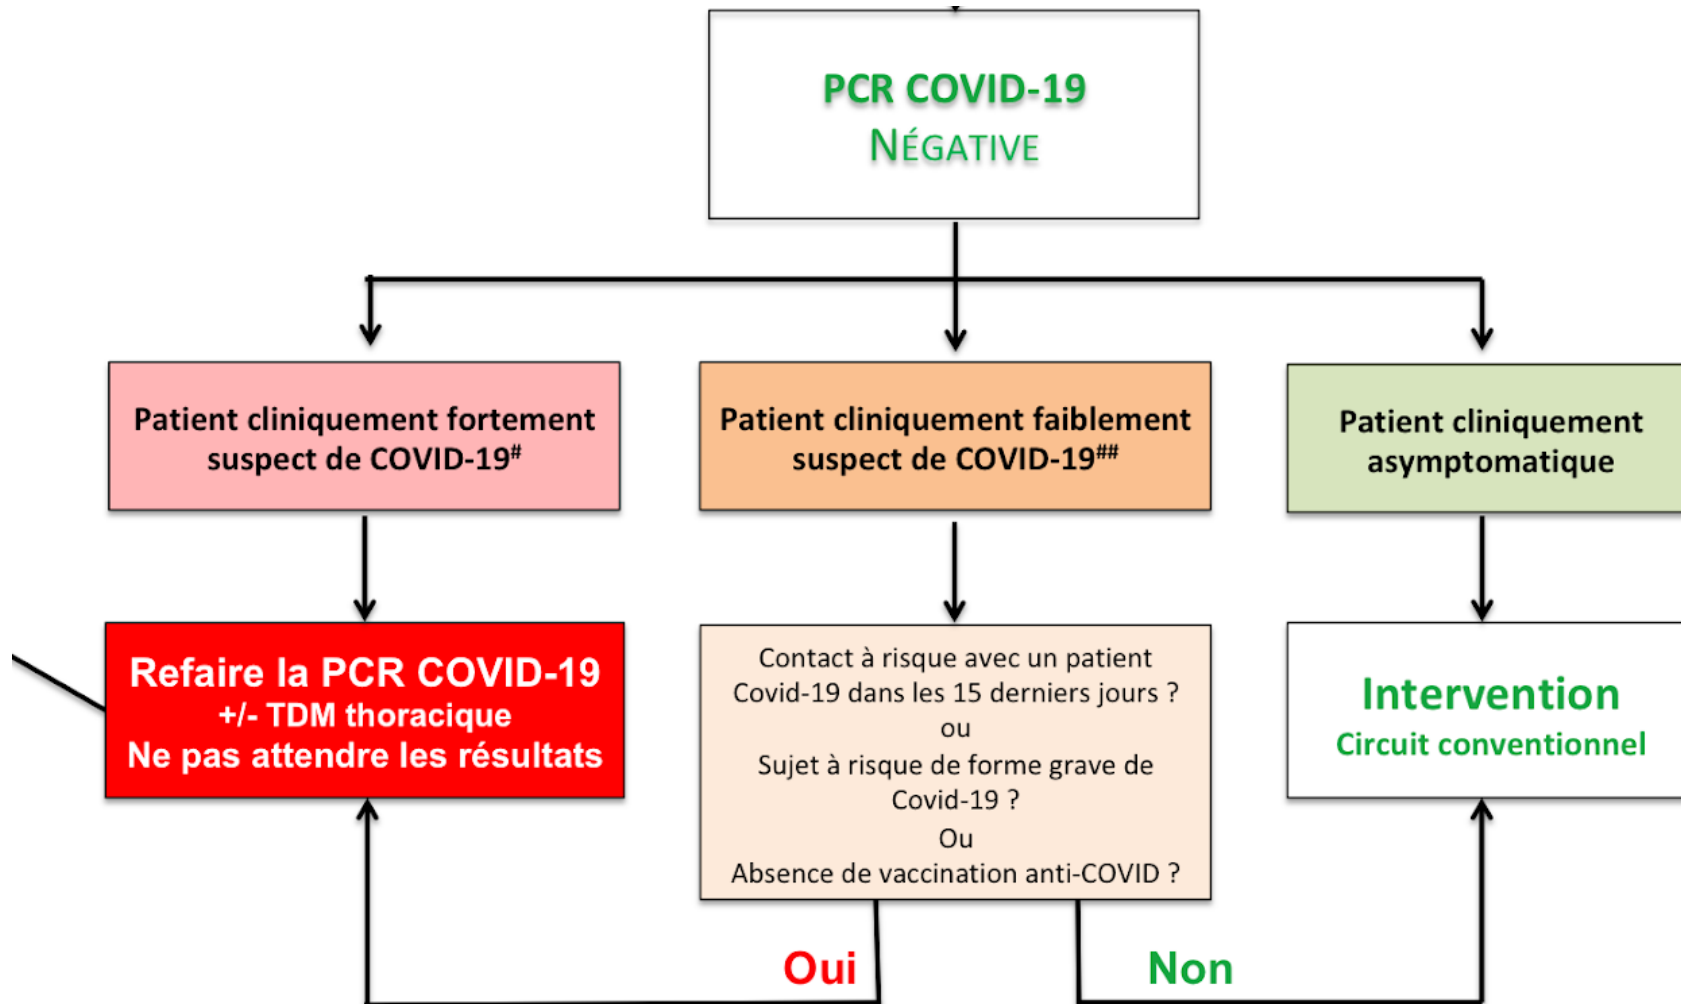 PCR COVID-19
NÉGATIVE
Patient cliniquement fortement
suspect de COVID-19#
Patient cliniquement faiblement
suspect de COVID-19##
Patient cliniquement
asymptomatique
Refaire la PCR COVID-19
+/- TDM thoracique
Ne pas attendre les résultats
Contact à risque avec un patient
Covid-19 dans les 15 derniers jours ?
ou
Sujet à risque de forme grave de
Covid-19 ?
Ou
Absence de vaccination anti-COVID ?
Intervention
Circuit conventionnel
Oui
Non